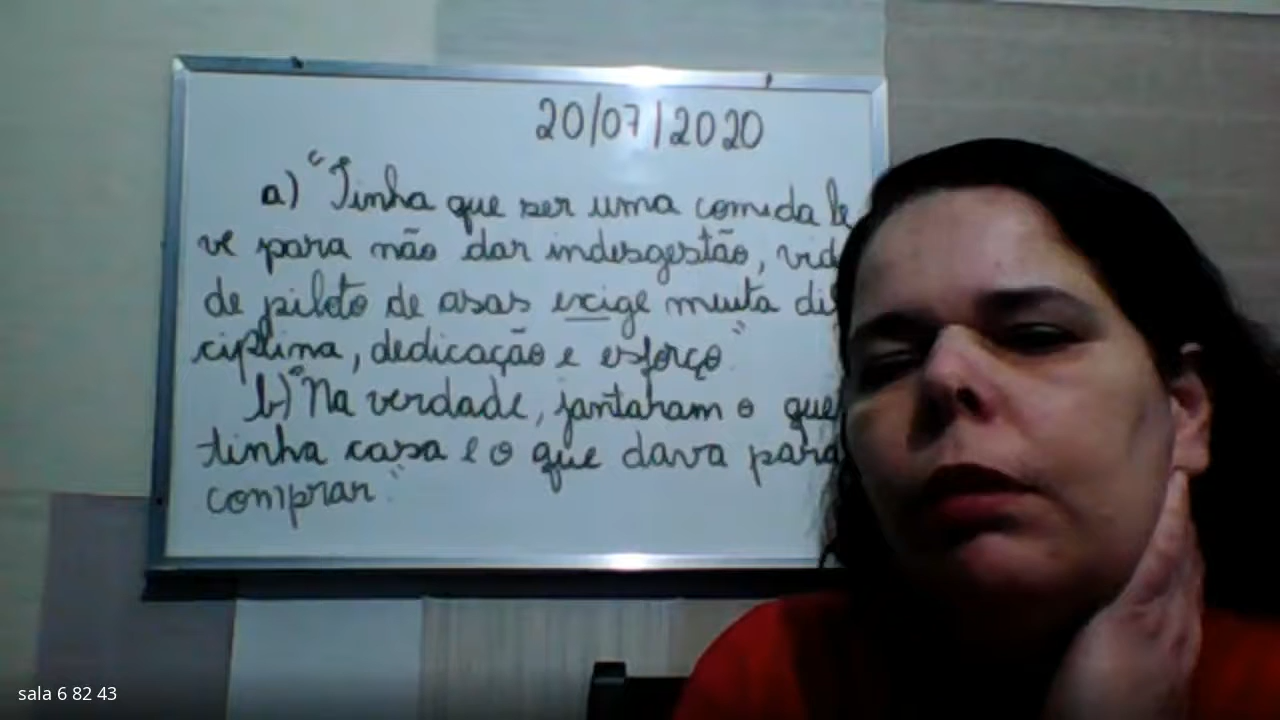 20/07/2020
a) "Tinha que ser uma comida le
ve para não dar indesgestão, vid
de piloto de asas exige muita di
ciplina, dedicação e esforço."
b) "Na verdade, jantaram o que
tinha casa e o que dava para
comprar."
sala 6 82 43